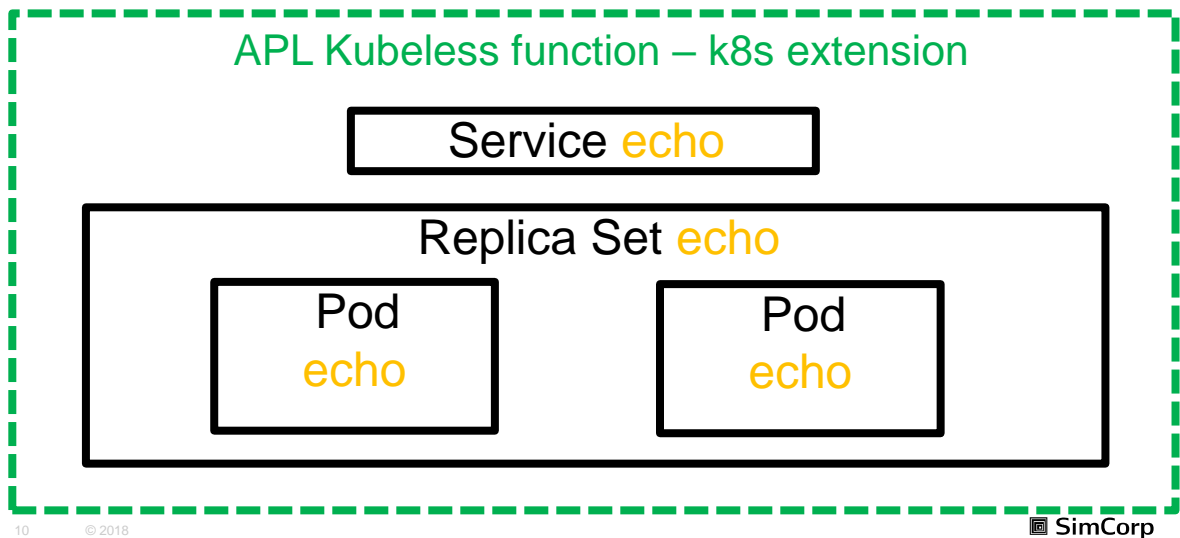 APL Kubeless function – k8s extension
Service echo
Replica Set echo
Pod
echo
Pod
echo
10 © 2018
SimCorp